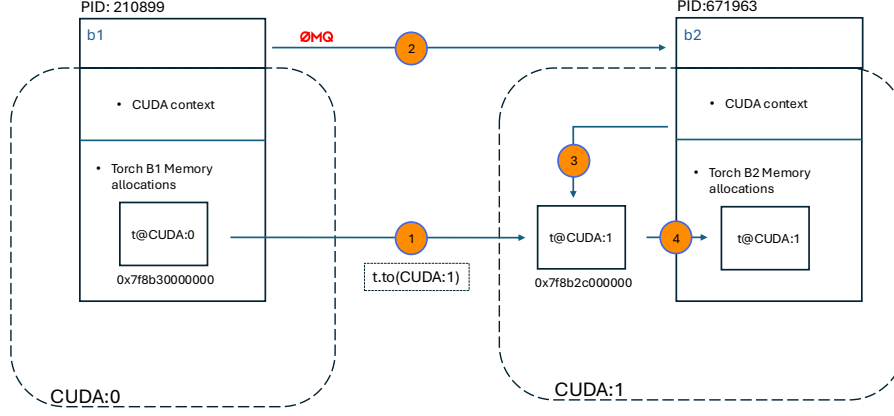 PID: 210899
b1
• CUDA context
• Torch B1 Memory
allocations
t@CUDA:0
0x7f8b30000000
CUDA:0
ØMQ
2
1
t.to(CUDA:1)
PID:671963
b2
• CUDA context
3
• Torch B2 Memory
allocations
t@CUDA:1
0x7f8b2c000000
4
t@CUDA:1
CUDA:1